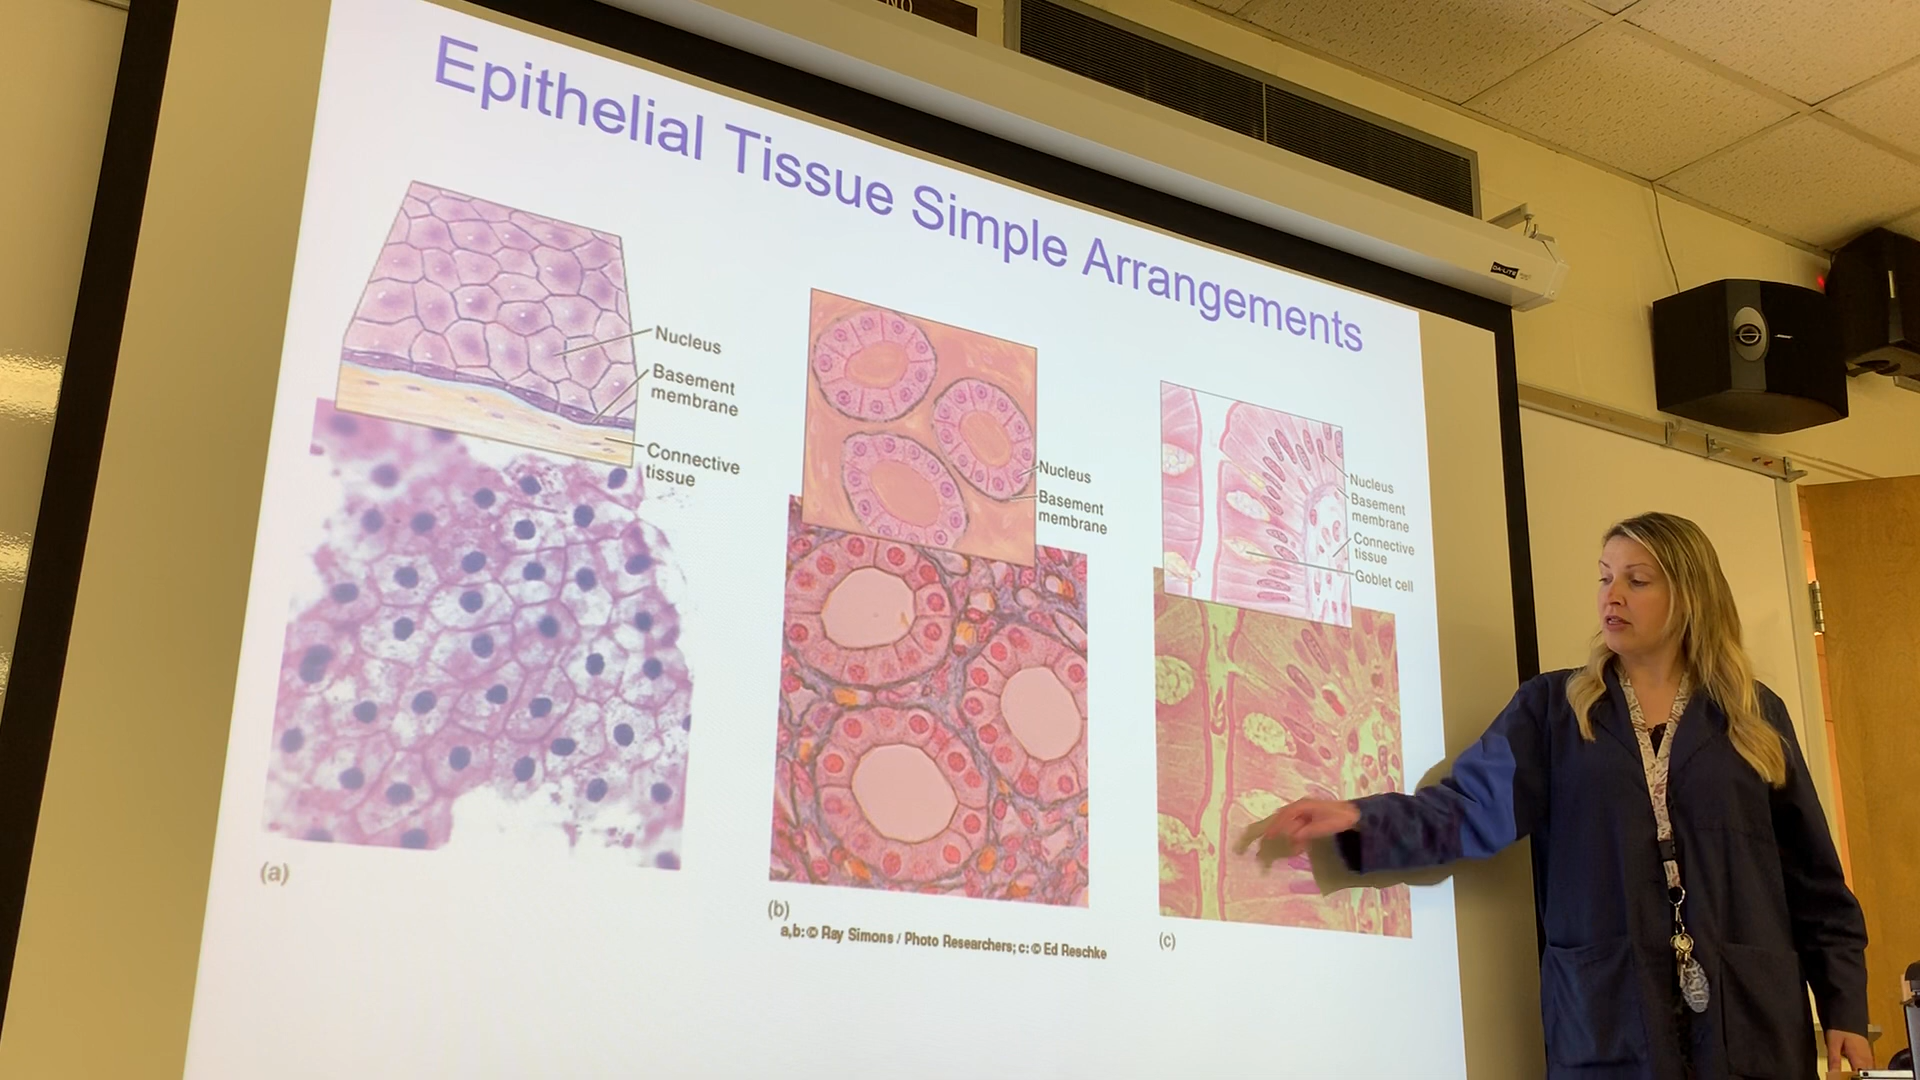 NO
Epithelial Tissue Simple Arrangements
Nucleus
Basement
membrane
Connective
tissue
(a)
Nucleus
Basement
membrane
(b)
a,b: © Ray Simons / Photo Researchers; c: © Ed Reschke
Nucleus
Basement
membrane
Connective
tissue
Goblet cell
(c)
DA-LITE